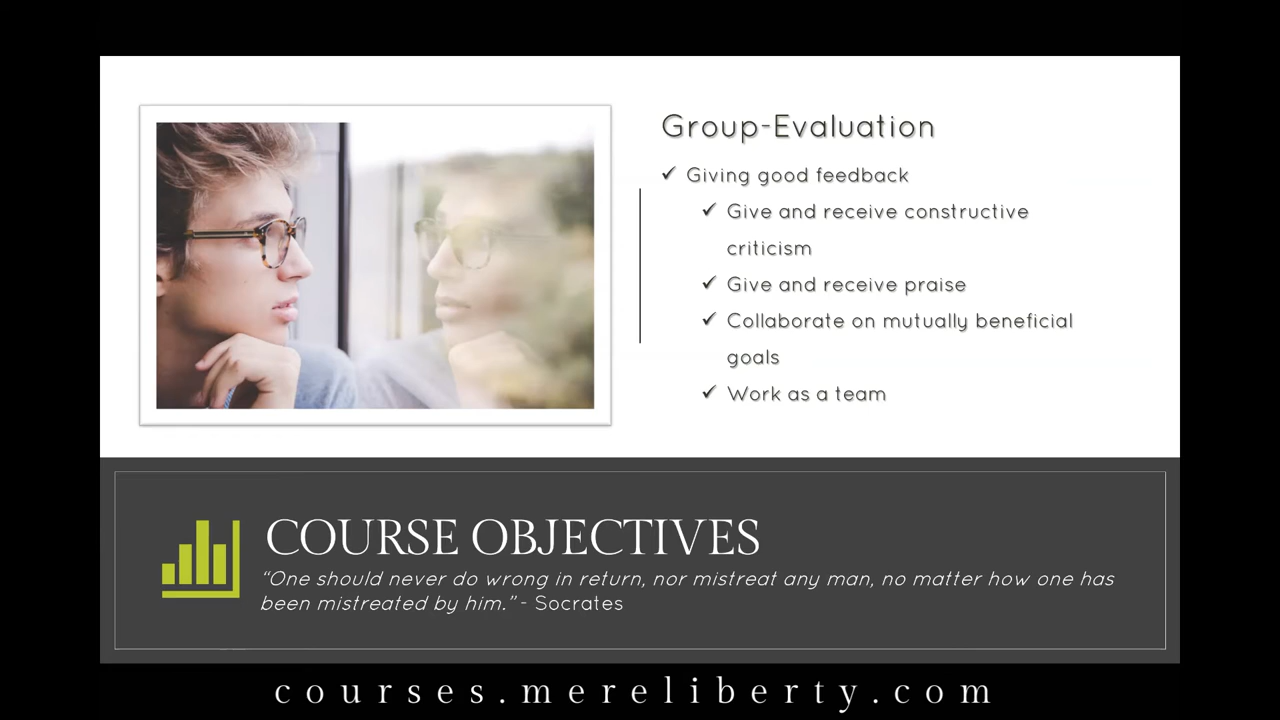 Group-Evaluation
✓ Giving good feedback
✓ Give and receive constructive
criticism
✓ Give and receive praise
✓ Collaborate on mutually beneficial
goals
✓ Work as a team
COURSE OBJECTIVES
“One should never do wrong in return, nor mistreat any man, no matter how one has
been mistreated by him.” - Socrates
courses.mereliberty.com